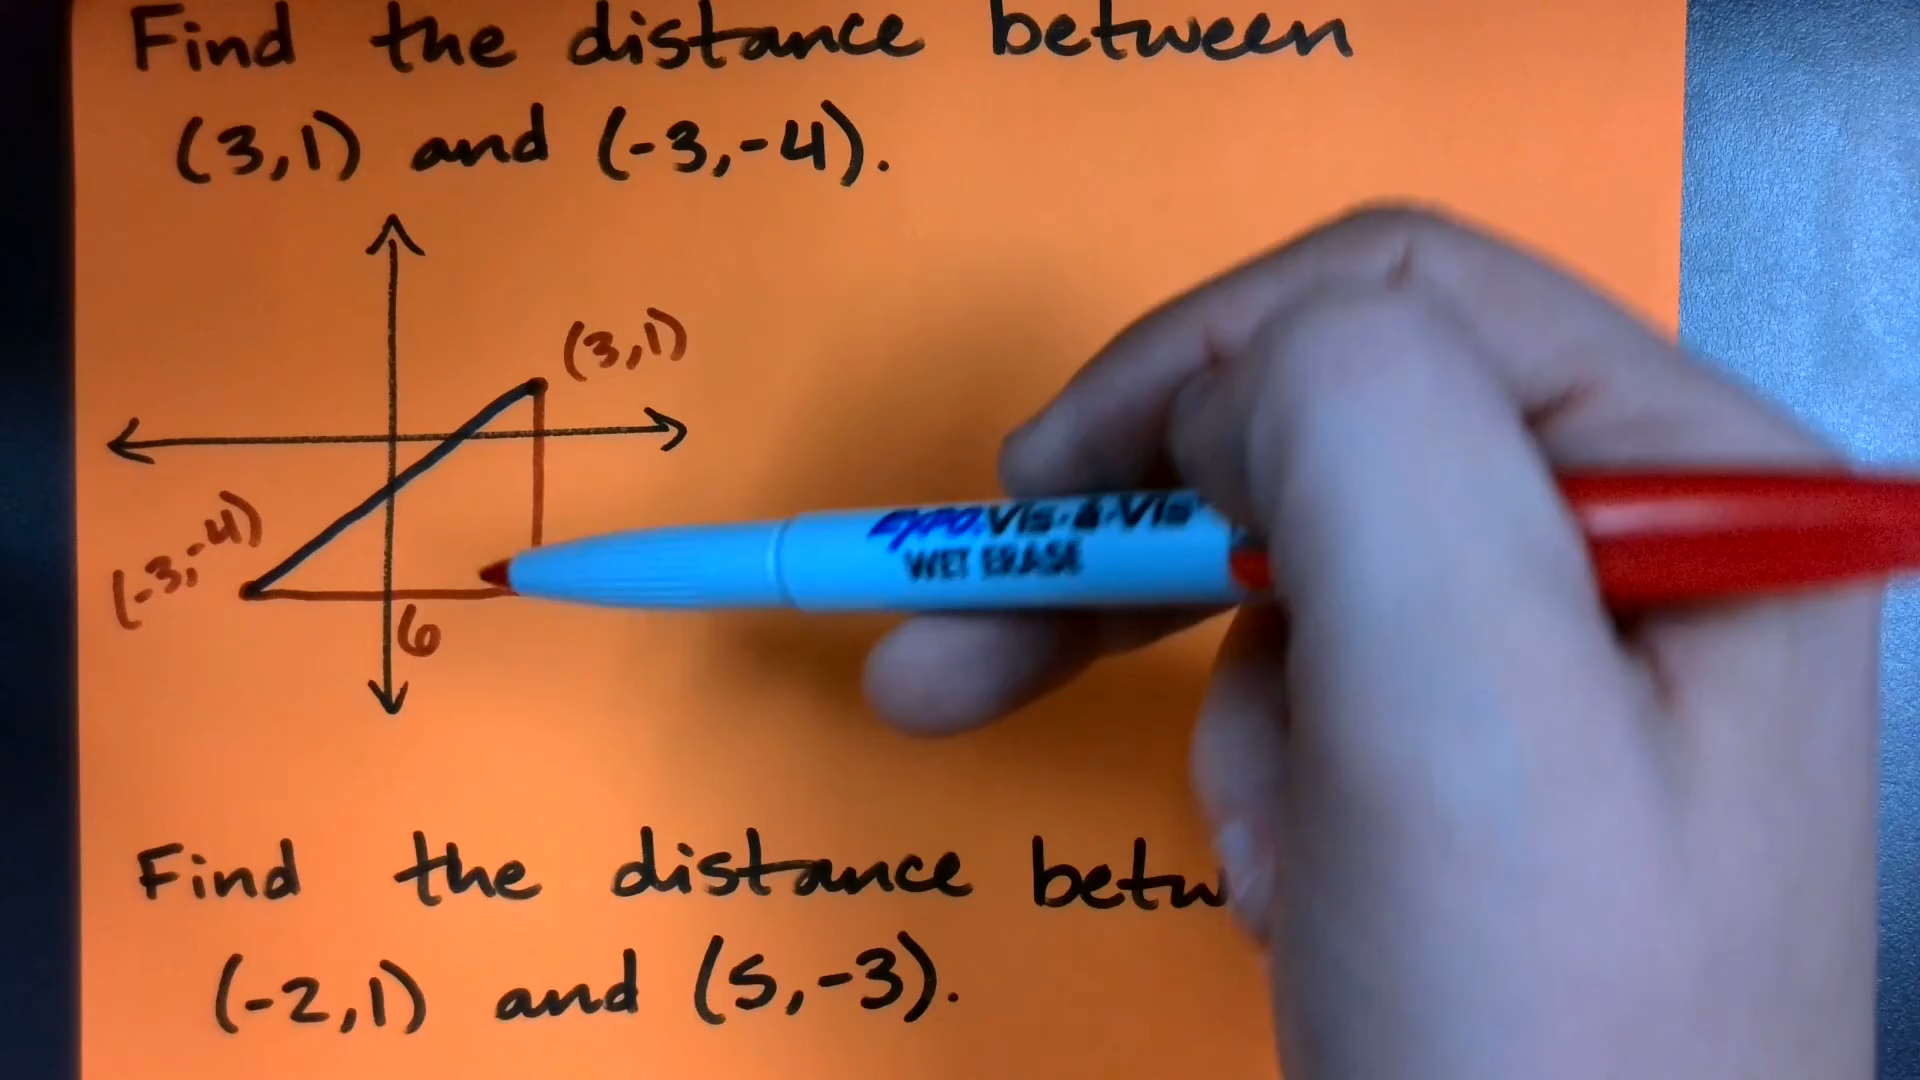 Find the distance between
(3,1) and (-3,-4).
(3,1)
EXPO Vis-à-Vis
WET ERASE
(-3,-4)
6
Find the distance
(-2,1) and (5,-3).